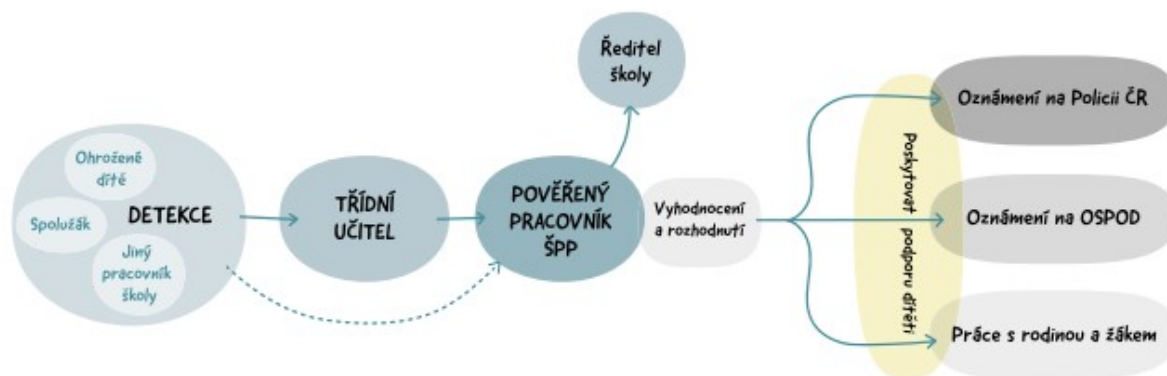 Ohrožené
dítě
Spolužák
DETEKCE
Jiný
pracovník
školy
TŘÍDNÍ
UČITEL
POVĚŘENÝ
PRACOVNÍK
ŠPP
Ředitel
školy
Vyhodnocení
a rozhodnutí
Poskytovat podporu dítěti
Oznámení na Policii ČR
Oznámení na OSPOD
Práce s rodinou a žákem